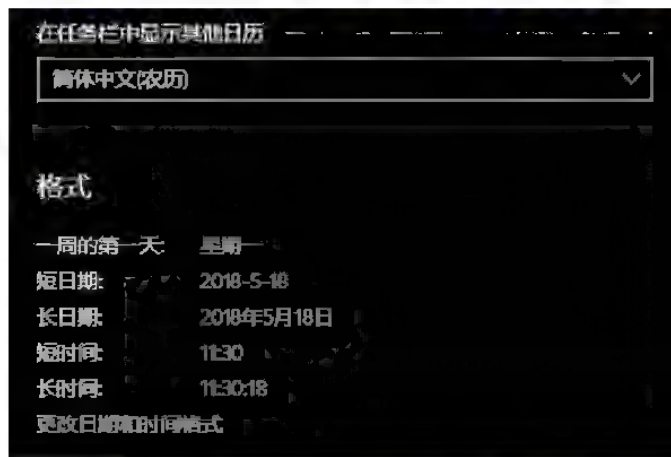 在任务栏中显示其他日历
简体中文(农历)
格式
一周的第一天: 星期一
短日期: 2018-5-18
长日期: 2018年5月18日
短时间: 11:30
长时间: 11:30:18
更改日期和时间格式